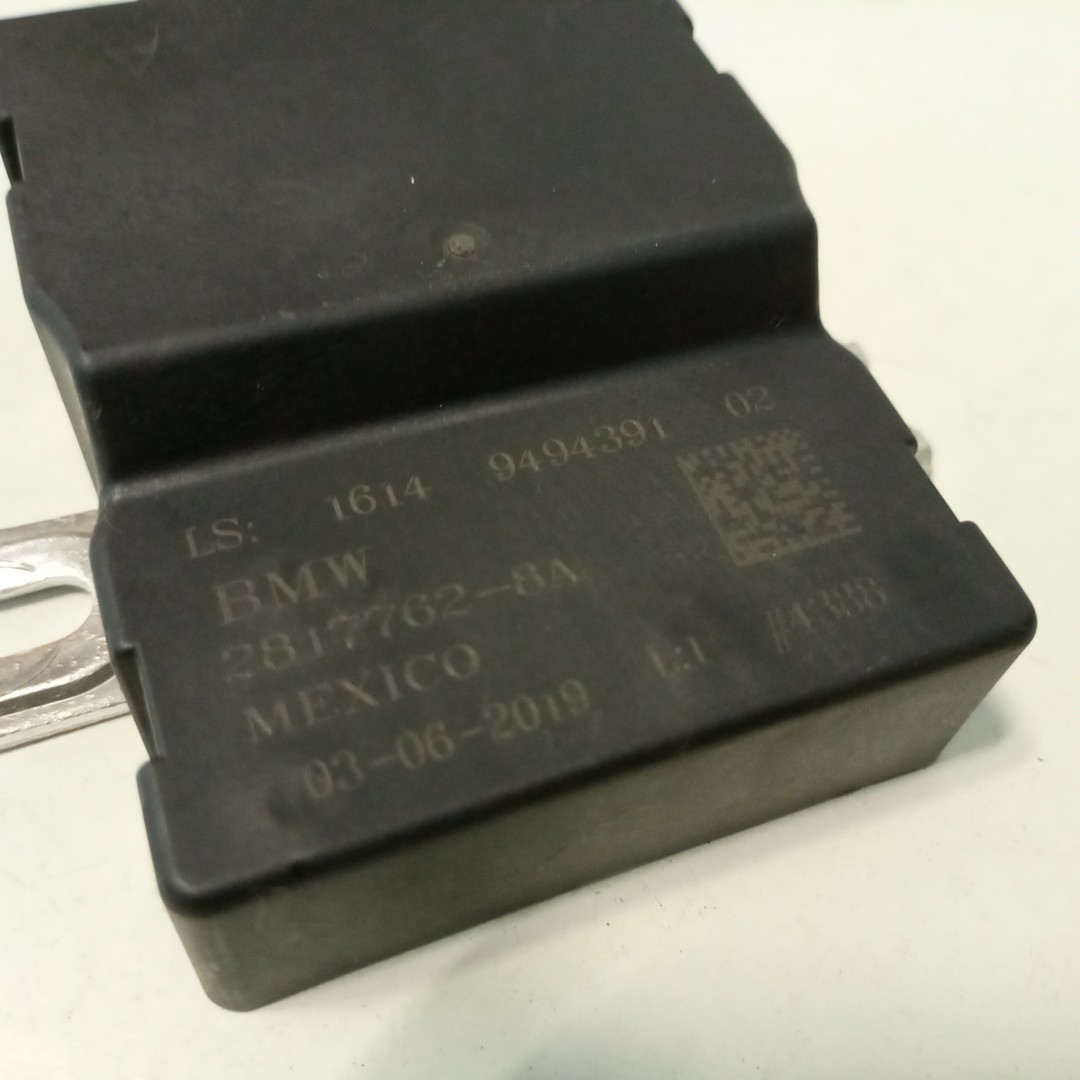 LS: 1614 9494391 02
BMW
2817762-8A
MEXICO
03-06-2019 L:1 #4388